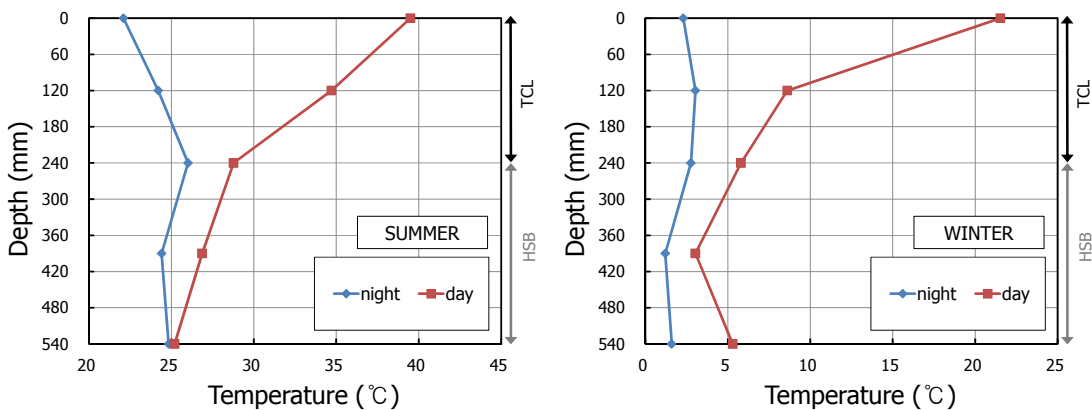 0
60
120
180
240
300
360
420
480
540
Depth (mm)
20
25
30
35
40
45
Temperature (℃)
SUMMER
night
day
TCL
HSB
0
60
120
180
240
300
360
420
480
540
Depth (mm)
0
5
10
15
20
25
Temperature (℃)
WINTER
night
day
TCL
HSB